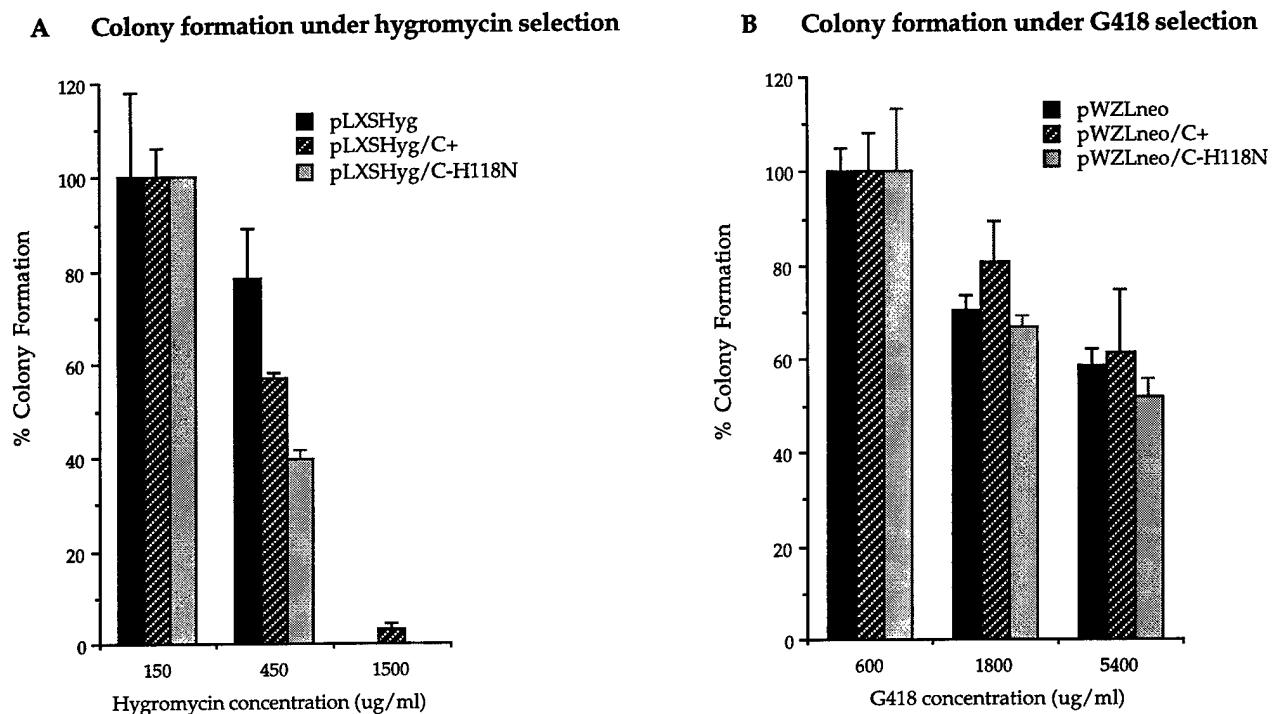 A Colony formation under hygromycin selection
120
100
80
60
40
20
0
% Colony Formation
pLXSHyg
pLXSHyg/C+
pLXSHyg/C-H118N
150 450 1500
Hygromycin concentration (ug/ml)
B Colony formation under G418 selection
120
100
80
60
40
20
0
% Colony Formation
pWZLneo
pWZLneo/C+
pWZLneo/C-H118N
600 1800 5400
G418 concentration (ug/ml)